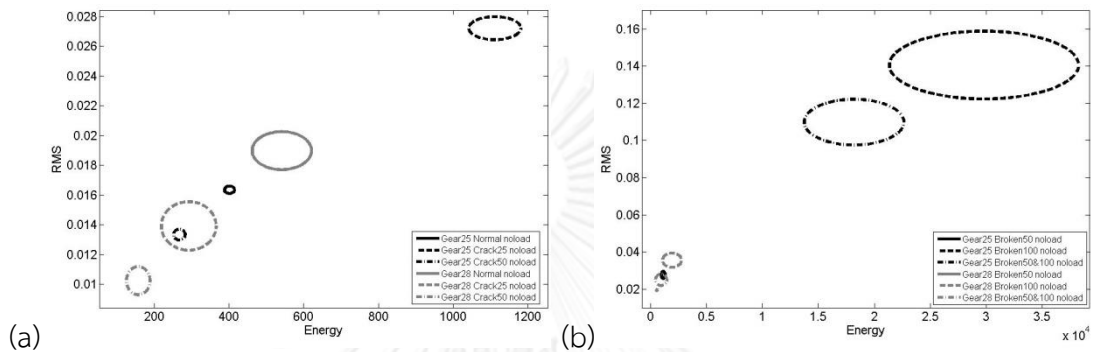 (a)
RMS
0.028
0.026
0.024
0.022
0.02
0.018
0.016
0.014
0.012
0.01
200
400
600
800
1000
1200
Energy
Gear25 Normal noload
Gear25 Crack25 noload
Gear25 Crack50 noload
Gear28 Normal noload
Gear28 Crack25 noload
Gear28 Crack50 noload
(b)
RMS
0.16
0.14
0.12
0.10
0.08
0.06
0.04
0.02
0
0.5
1
1.5
2
2.5
3
3.5
x 10⁴
Energy
Gear25 Broken50 noload
Gear25 Broken100 noload
Gear25 Broken50&100 noload
Gear28 Broken50 noload
Gear28 Broken100 noload
Gear28 Broken50&100 noload